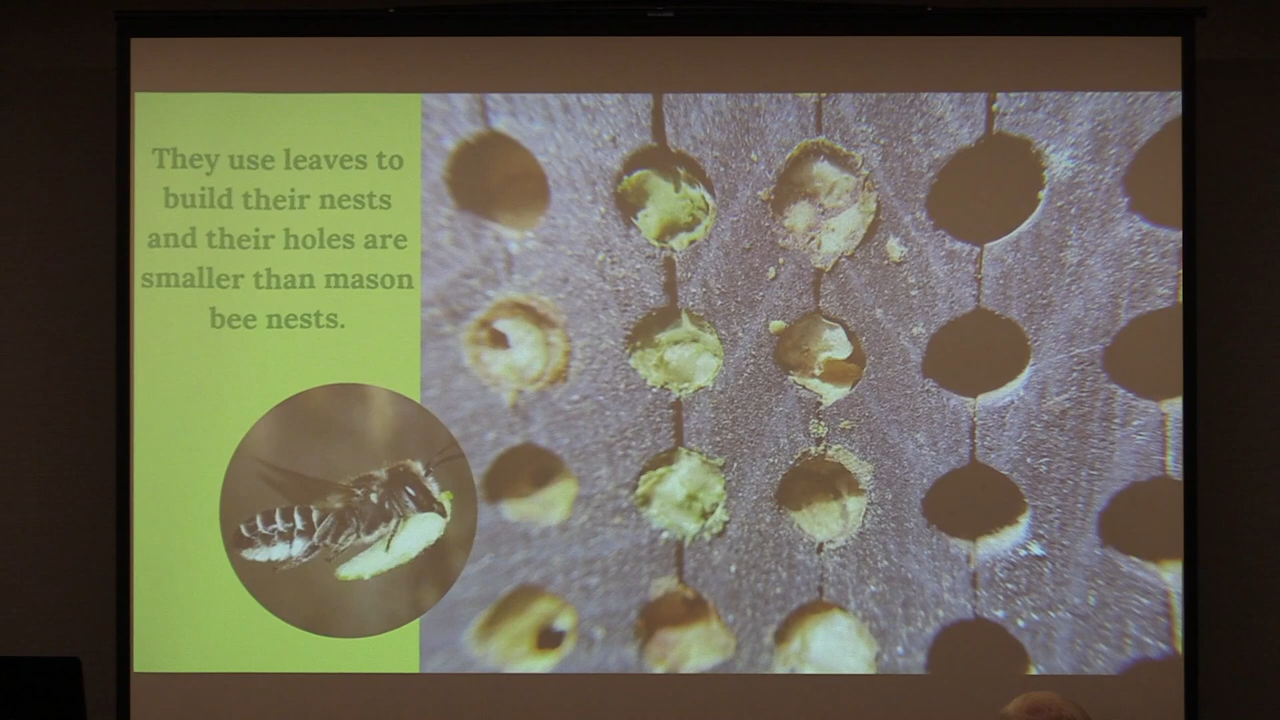 They use leaves to
build their nests
and their holes are
smaller than mason
bee nests.